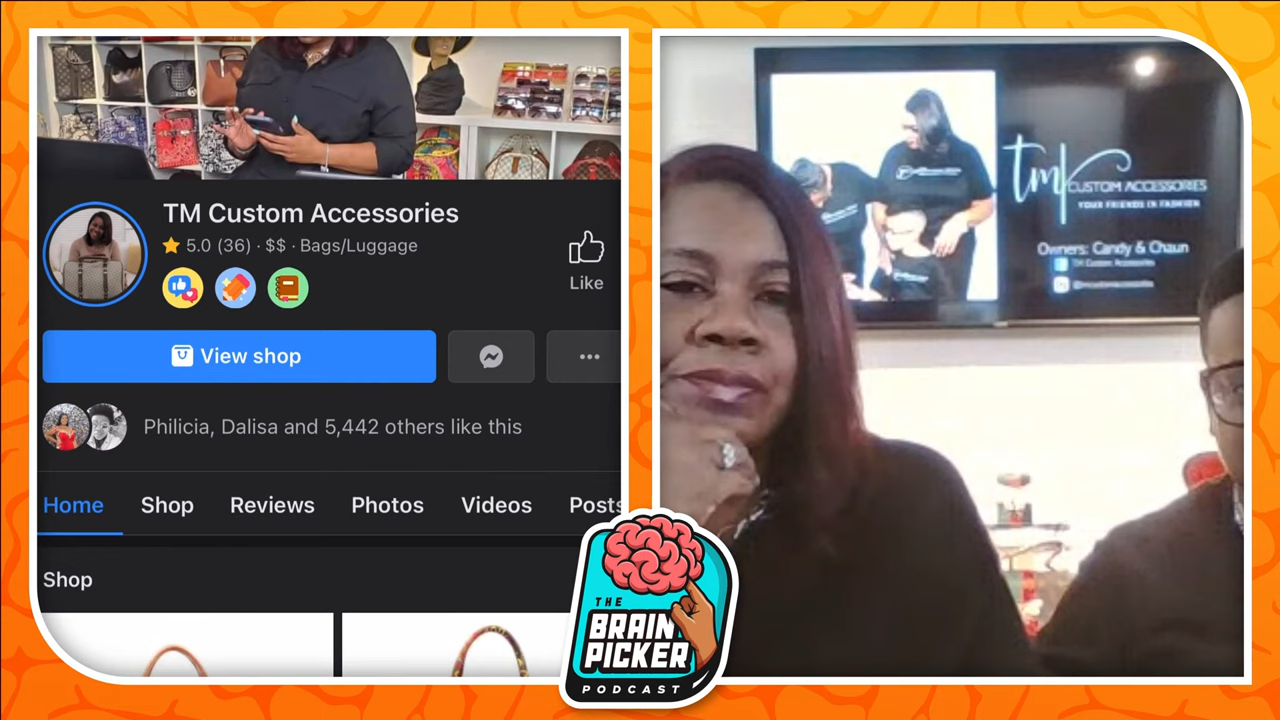 TM Custom Accessories
5.0 (36) · $$ · Bags/Luggage
Like
View shop
Philicia, Dalisa and 5,442 others like this
Home Shop Reviews Photos Videos Posts
Shop
tmk
CUSTOM ACCESSORIES
YOUR FRIENDS IN FASHION
Owners: Candy & Chaun
TM Custom Accessories
@tmcustomaccessories
THE
BRAIN
PICKER
PODCAST